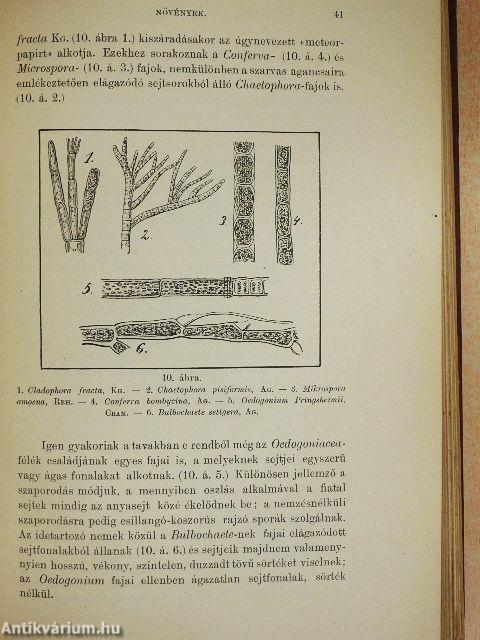 NÖVÉNYEK. 41
fracta KG. (10. ábra 1.) kiszáradásakor az úgynevezett «meteor-
papirt» alkotja. Ezekhez sorakoznak a Conferva- (10. á. 4.) és
Microspora- (10. á. 3.) fajok, nemkülönben a szarvas agancsaira
emlékeztetően elágazódó sejtsorokból álló Chaetophora-fajok is.
(10. á. 2.)
1.
2.
3.
4.
5.
6.
10. ábra.
1. Cladophora fracta, KG. — 2. Chaetophora pisiformis, AG. — 3. Mikrospora
amoena, RBH. — 4. Conferva bombycina, AG. — 5. Oedogonium Pringsheimii,
CRAM. — 6. Bulbochaete setigera, AG.
Igen gyakoriak a tavakban e rendből még az Oedogoniacea-
félék családjának egyes fajai is, a melyeknek sejtjei egyszerű
vagy ágas fonalakat alkotnak. (10. á. 5.) Különösen jellemző a
szaporodás módjuk, a mennyiben oszlás alkalmával a fiatal
sejtek mindig az anyasejt közé ékelődnek be; a nemzésnélküli
szaporodásra pedig csillangó-koszorús rajzó spórák szolgálnak.
Az idetartozó nemek közül a Bulbochaete-nek fajai elágazódott
sejtfonalakból állanak (10. á. 6.) és sejtjeik majdnem valameny-
nyien hosszú, vékony, színtelen, duzzadt tövű sörtéket viselnek;
az Oedogonium fajai ellenben ágazatlan sejtfonalak, sörték
nélkül.
Antikvárium.hu